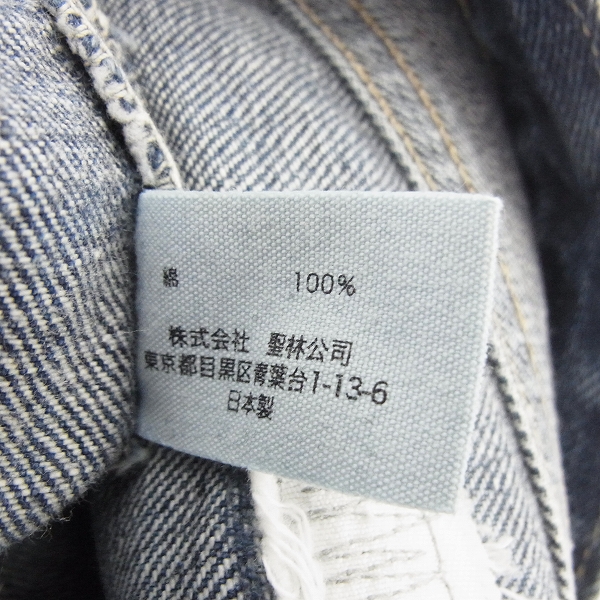 綿 100%
株式会社 聖林公司
東京都目黒区青葉台1-13-6
日本製